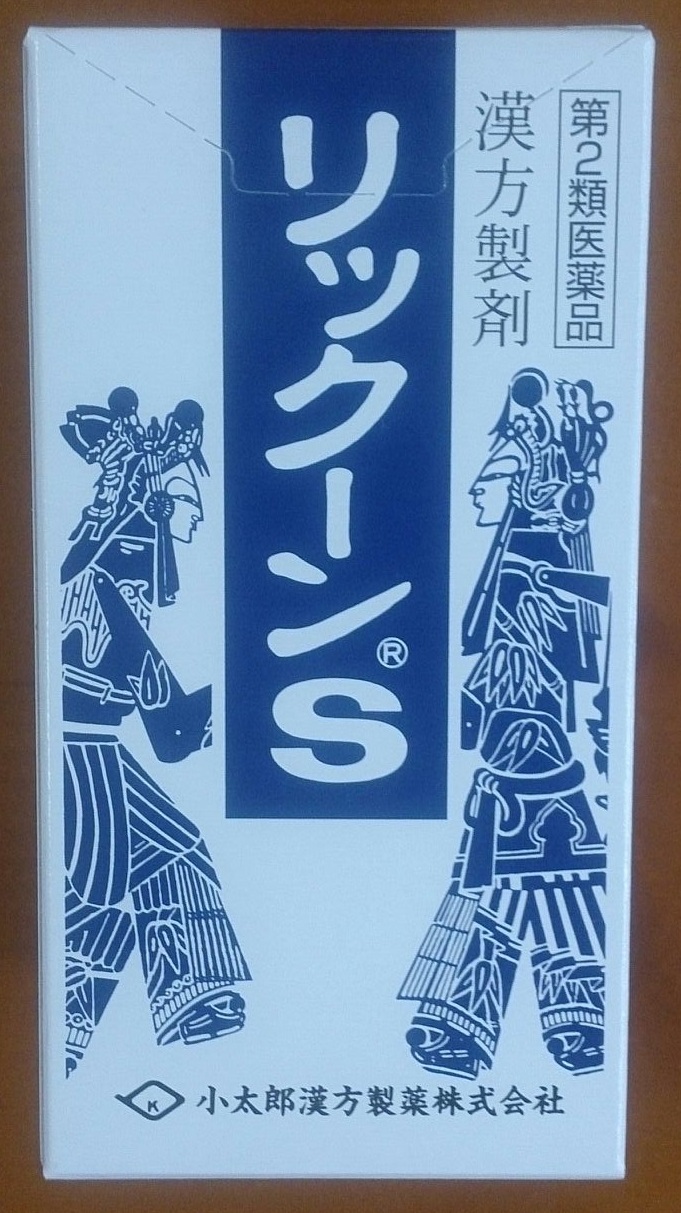 第2類医薬品
漢方製剤
リックーン®S
K
小太郎漢方製薬株式会社